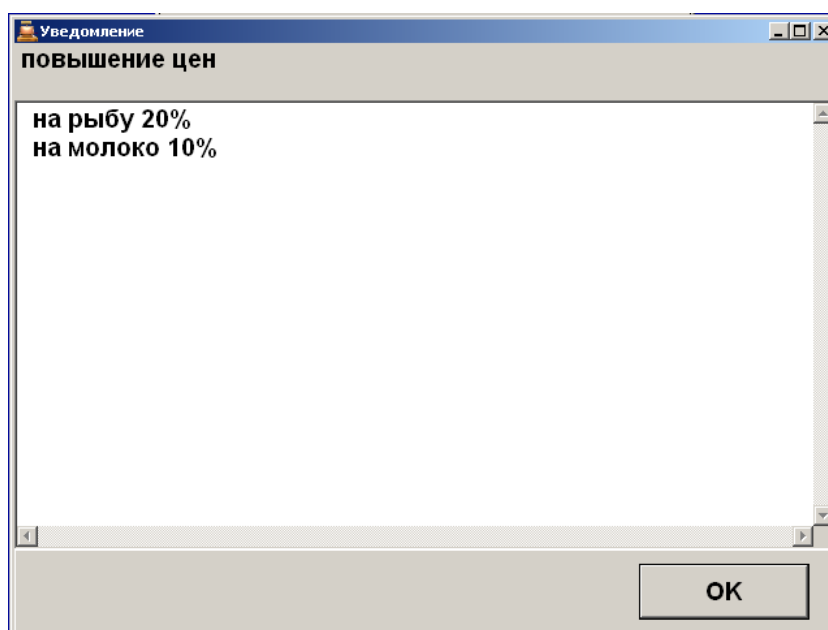 Уведомление
повышение цен
на рыбу 20%
на молоко 10%
OK